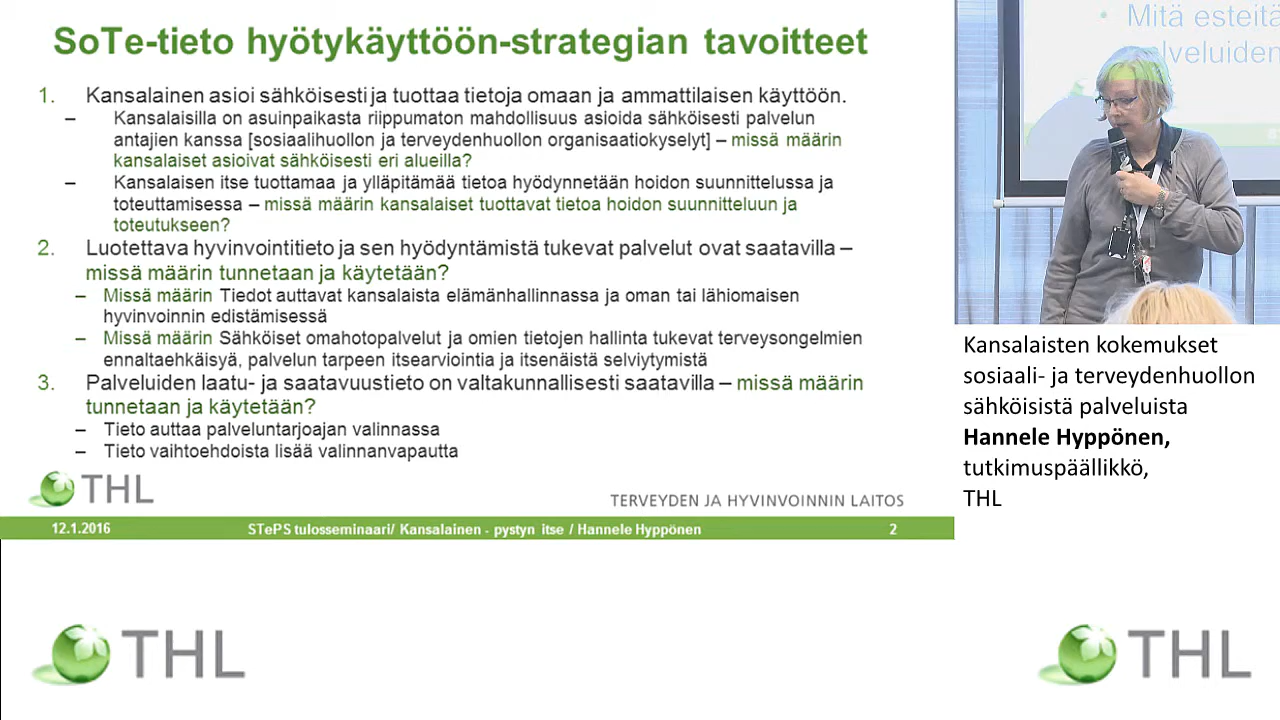 SoTe-tieto hyötykäyttöön-strategian tavoitteet
1. Kansalainen asioi sähköisesti ja tuottaa tietoja omaan ja ammattilaisen käyttöön.
– Kansalaisilla on asuinpaikasta riippumaton mahdollisuus asioida sähköisesti palvelun
antajien kanssa [sosiaalihuollon ja terveydenhuollon organisaatiokyselyt] – missä määrin
kansalaiset asioivat sähköisesti eri alueilla?
– Kansalaisen itse tuottamaa ja ylläpitämää tietoa hyödynnetään hoidon suunnittelussa ja
toteuttamisessa – missä määrin kansalaiset tuottavat tietoa hoidon suunnitteluun ja
toteutukseen?
2. Luotettava hyvinvointitieto ja sen hyödyntämistä tukevat palvelut ovat saatavilla –
missä määrin tunnetaan ja käytetään?
– Missä määrin Tiedot auttavat kansalaista elämänhallinnassa ja oman tai lähiomaisen
hyvinvoinnin edistämisessä
– Missä määrin Sähköiset omahotopalvelut ja omien tietojen hallinta tukevat terveysongelmien
ennaltaehkäisyä, palvelun tarpeen itsearviointia ja itsenäistä selviytymistä
3. Palveluiden laatu- ja saatavuustieto on valtakunnallisesti saatavilla – missä määrin
tunnetaan ja käytetään?
– Tieto auttaa palveluntarjoajan valinnassa
– Tieto vaihtoehdoista lisää valinnanvapautta
THL
TERVEYDEN JA HYVINVOINNIN LAITOS
12.1.2016 STePS tulosseminaari/ Kansalainen - pystyn itse / Hannele Hyppönen 2
• Mitä esteitä
Kansalaisten kokemukset
sosiaali- ja terveydenhuollon
sähköisistä palveluista
Hannele Hyppönen,
tutkimuspäällikkö,
THL
THL
THL